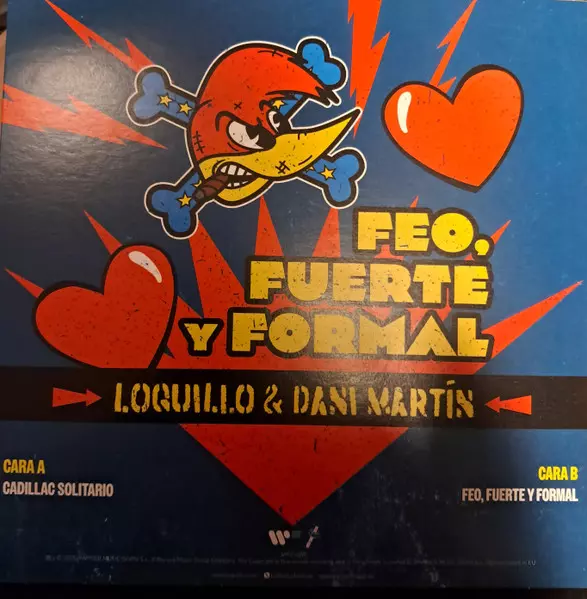 FEO,
FUERTE
Y FORMAL
LOQUILLO & DANI MARTÍN
CARA A
CADILLAC SOLITARIO
CARA B
FEO, FUERTE Y FORMAL